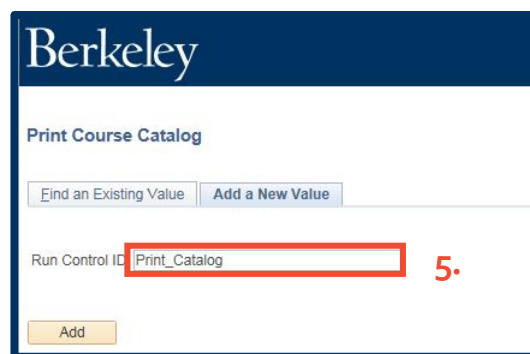 Berkeley
Print Course Catalog
Find an Existing Value Add a New Value
Run Control ID Print_Catalog 5.
Add